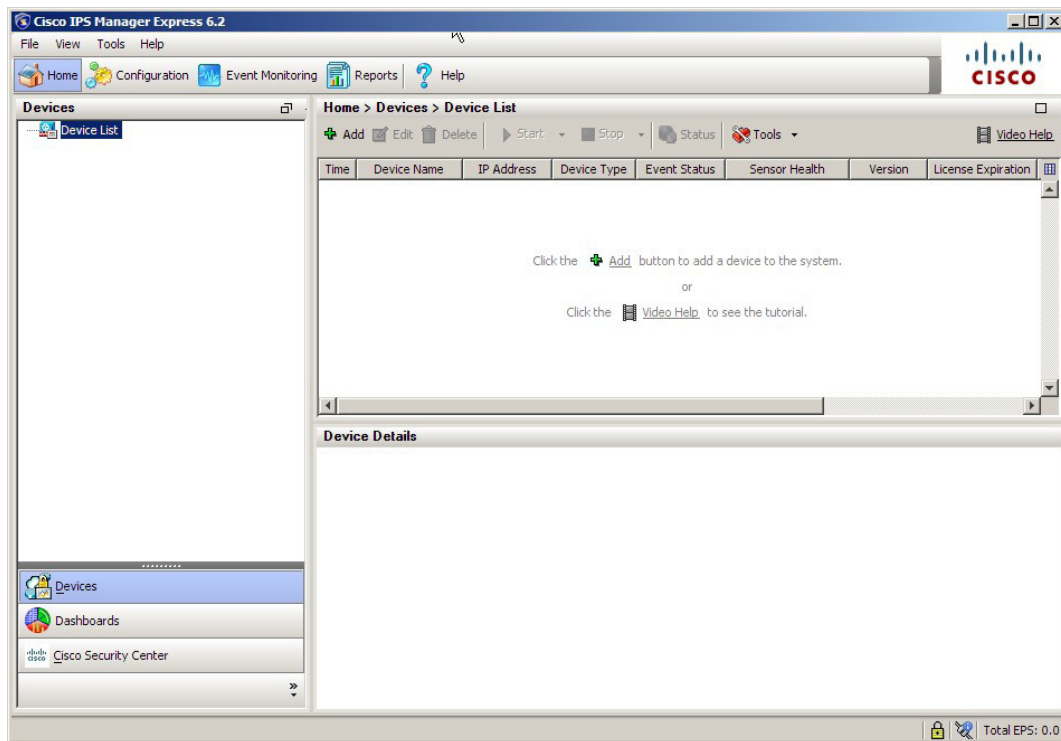 Cisco IPS Manager Express 6.2
File View Tools Help
Home Configuration Event Monitoring Reports Help
CISCO
Devices
Device List
Home > Devices > Device List
Add Edit Delete Start Stop Status Tools Video Help
Time Device Name IP Address Device Type Event Status Sensor Health Version License Expiration
Click the Add button to add a device to the system.
or
Click the Video Help to see the tutorial.
Device Details
Devices
Dashboards
CISCO Cisco Security Center
Total EPS: 0.0